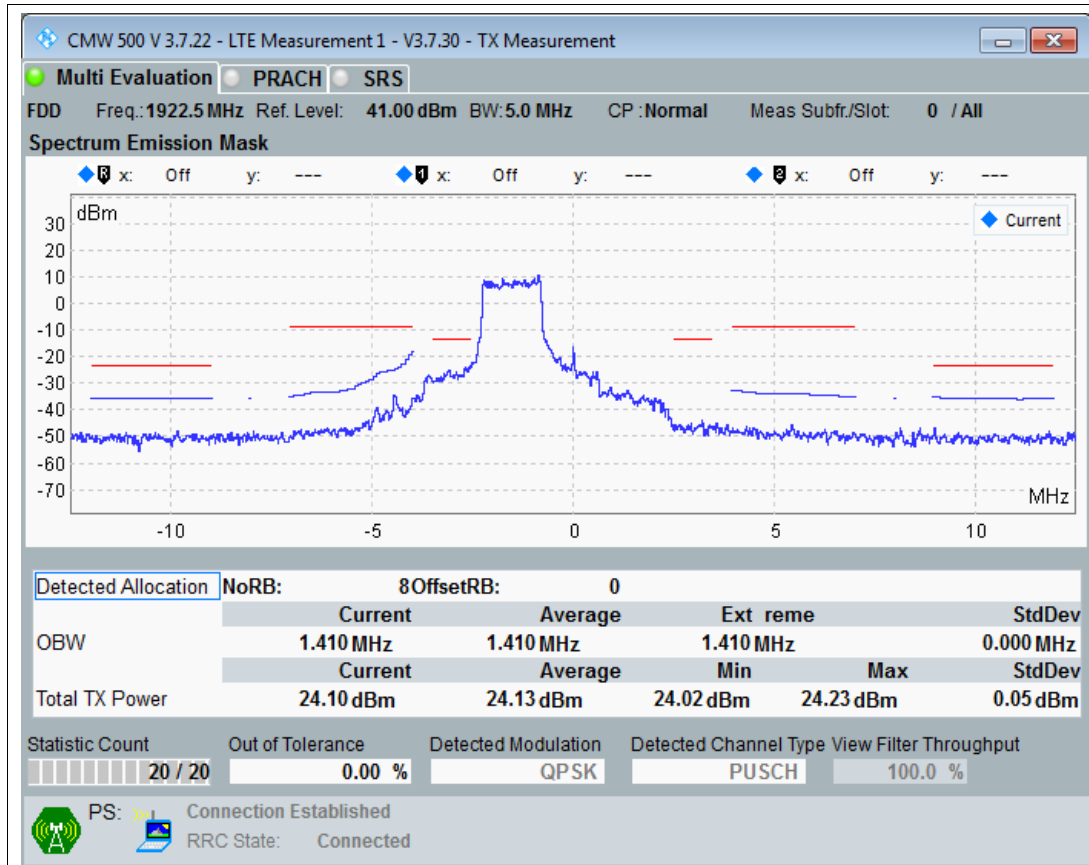 CMW 500 V 3.7.22 - LTE Measurement 1 - V3.7.30 - TX Measurement
Multi Evaluation PRACH SRS
FDD Freq.: 1922.5 MHz Ref. Level: 41.00 dBm BW: 5.0 MHz CP : Normal Meas Subfr./Slot: 0 / All
Spectrum Emission Mask
R x: Off y: --- 1 x: Off y: --- 2 x: Off y: ---
dBm
Current
30
20
10
0
-10
-20
-30
-40
-50
-60
-70
MHz
-10 -5 0 5 10
Detected Allocation NoRB: 8 OffsetRB: 0
Current Average Ext reme StdDev
OBW 1.410 MHz 1.410 MHz 1.410 MHz 0.000 MHz
Current Average Min Max StdDev
Total TX Power 24.10 dBm 24.13 dBm 24.02 dBm 24.23 dBm 0.05 dBm
Statistic Count Out of Tolerance Detected Modulation Detected Channel Type View Filter Throughput
20 / 20 0.00 % QPSK PUSCH 100.0 %
PS: Connection Established
RRC State: Connected